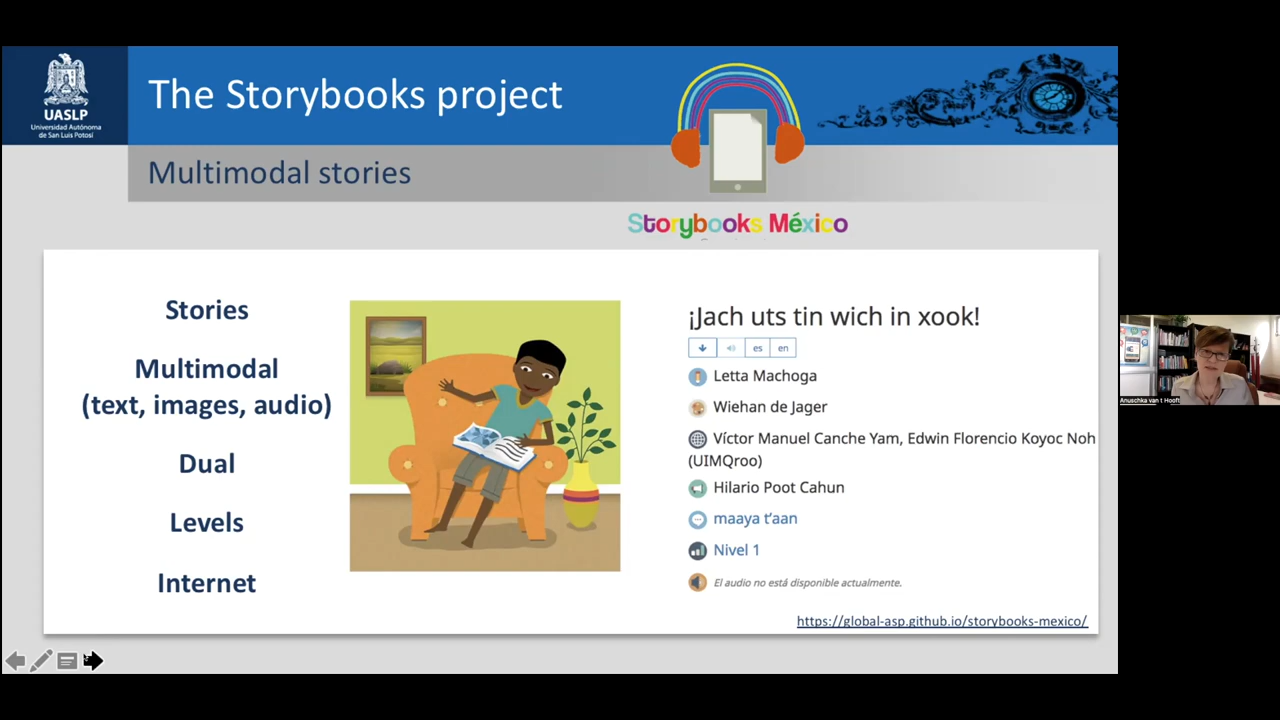 UASLP
Universidad Autónoma
de San Luis Potosí
The Storybooks project
Multimodal stories
Storybooks México
Stories
Multimodal
(text, images, audio)
Dual
Levels
Internet
¡Jach uts tin wich in xook!
es en
Letta Machoga
Wiehan de Jager
Víctor Manuel Canche Yam, Edwin Florencio Koyoc Noh
(UIMQroo)
Hilario Poot Cahun
maaya t'aan
Nivel 1
El audio no está disponible actualmente.
https://global-asp.github.io/storybooks-mexico/
Anuschka van t Hooft